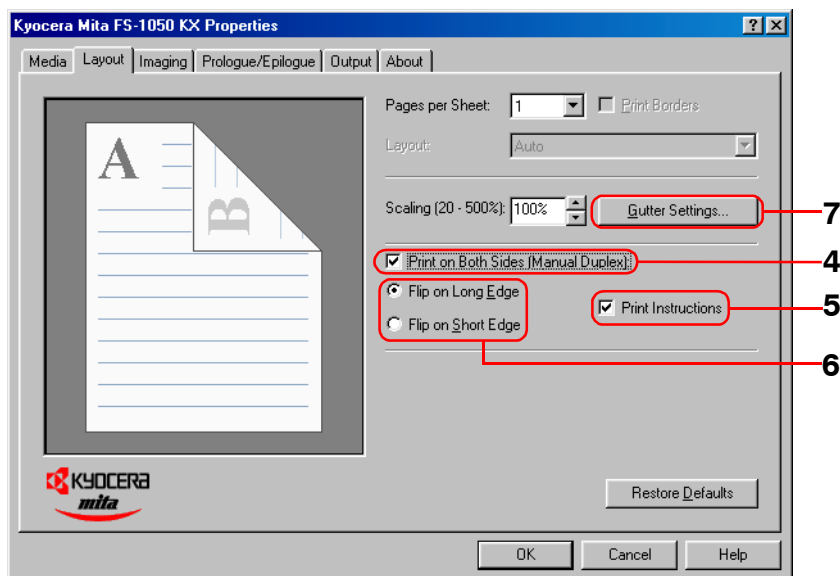 Kyocera Mita FS-1050 KX Properties
Media Layout Imaging Prologue/Epilogue Output About
A
B
Pages per Sheet: 1 Print Borders
Layout: Auto
Scaling (20 - 500%): 100% Gutter Settings... 7
Print on Both Sides (Manual Duplex): 4
Flip on Long Edge
Print Instructions 5
Flip on Short Edge
6
KYOCERA
mita
Restore Defaults
OK Cancel Help